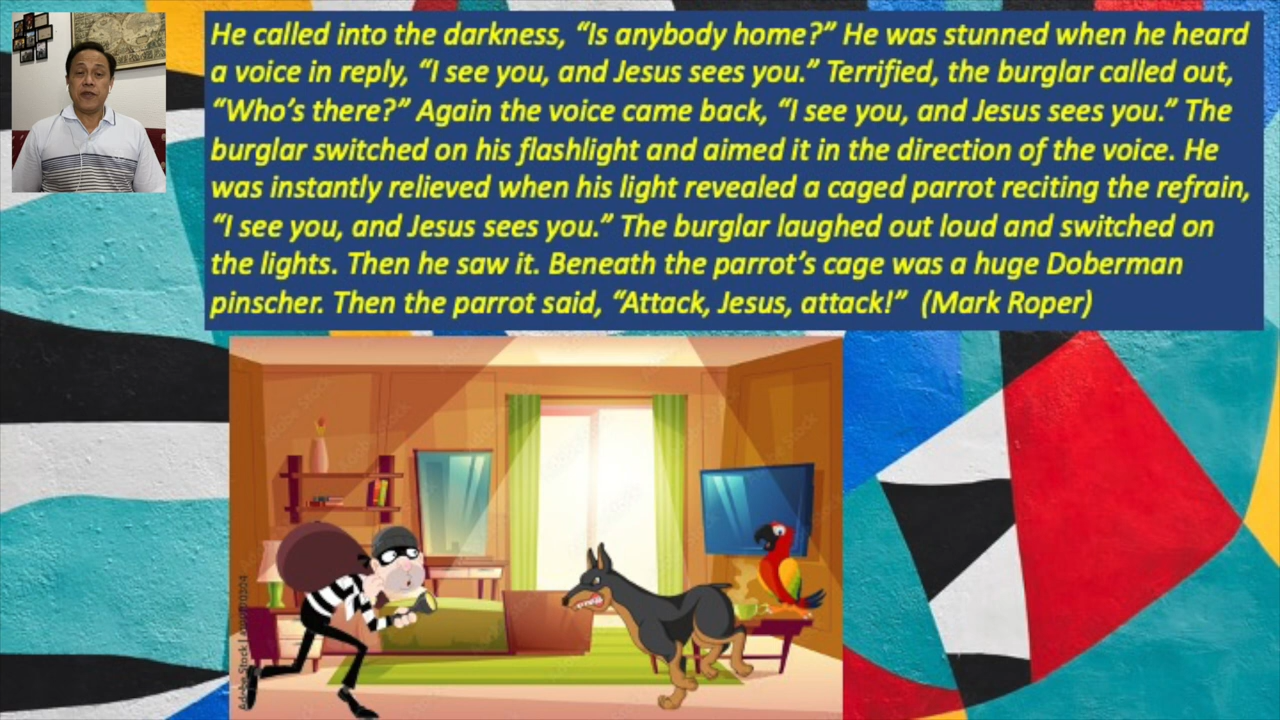 He called into the darkness, “Is anybody home?” He was stunned when he heard
a voice in reply, “I see you, and Jesus sees you.” Terrified, the burglar called out,
“Who’s there?” Again the voice came back, “I see you, and Jesus sees you.” The
burglar switched on his flashlight and aimed it in the direction of the voice. He
was instantly relieved when his light revealed a caged parrot reciting the refrain,
“I see you, and Jesus sees you.” The burglar laughed out loud and switched on
the lights. Then he saw it. Beneath the parrot’s cage was a huge Doberman
pinscher. Then the parrot said, “Attack, Jesus, attack!” (Mark Roper)
Adobe Stock |